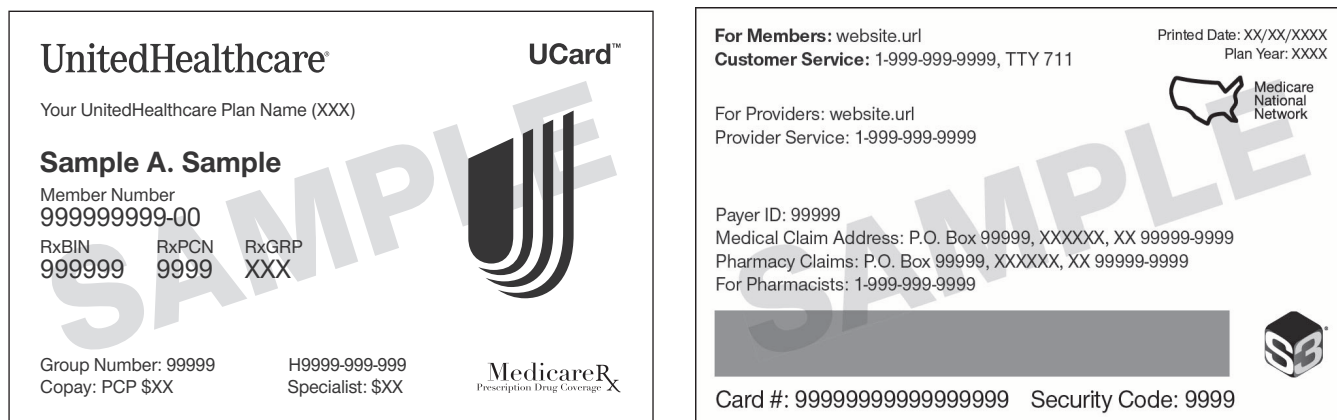 UnitedHealthcare®
UCard™
Your UnitedHealthcare Plan Name (XXX)
Sample A. Sample
Member Number
999999999-00
RxBIN RxPCN RxGRP
999999 9999 XXX
Group Number: 99999 H9999-999-999
Copay: PCP $XX Specialist: $XX
MedicareRx
Prescription Drug Coverage
SAMPLE
For Members: website.url
Customer Service: 1-999-999-9999, TTY 711
Printed Date: XX/XX/XXXX
Plan Year: XXXX
Medicare
National
Network
For Providers: website.url
Provider Service: 1-999-999-9999
Payer ID: 99999
Medical Claim Address: P.O. Box 99999, XXXXXX, XX 99999-9999
Pharmacy Claims: P.O. Box 99999, XXXXXX, XX 99999-9999
For Pharmacists: 1-999-999-9999
S3®
Card #: 99999999999999999 Security Code: 9999
SAMPLE